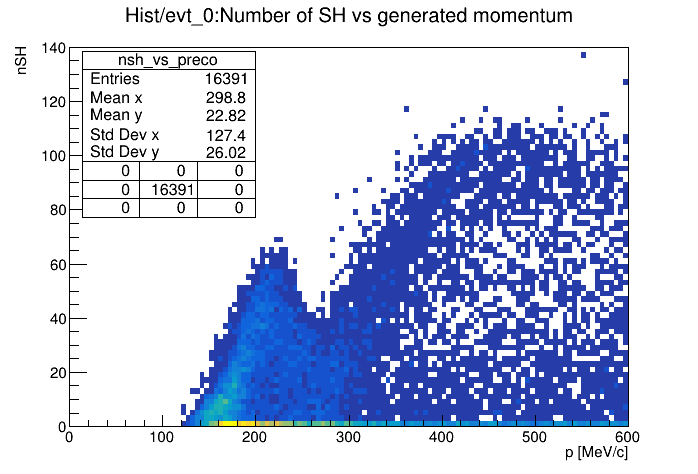 Hist/evt_0:Number of SH vs generated momentum
nSH
nsh_vs_preco
Entries 16391
Mean x 298.8
Mean y 22.82
Std Dev x 127.4
Std Dev y 26.02
0 0 0
0 16391 0
0 0 0
140
120
100
80
60
40
20
0
0 100 200 300 400 500 600
p [MeV/c]